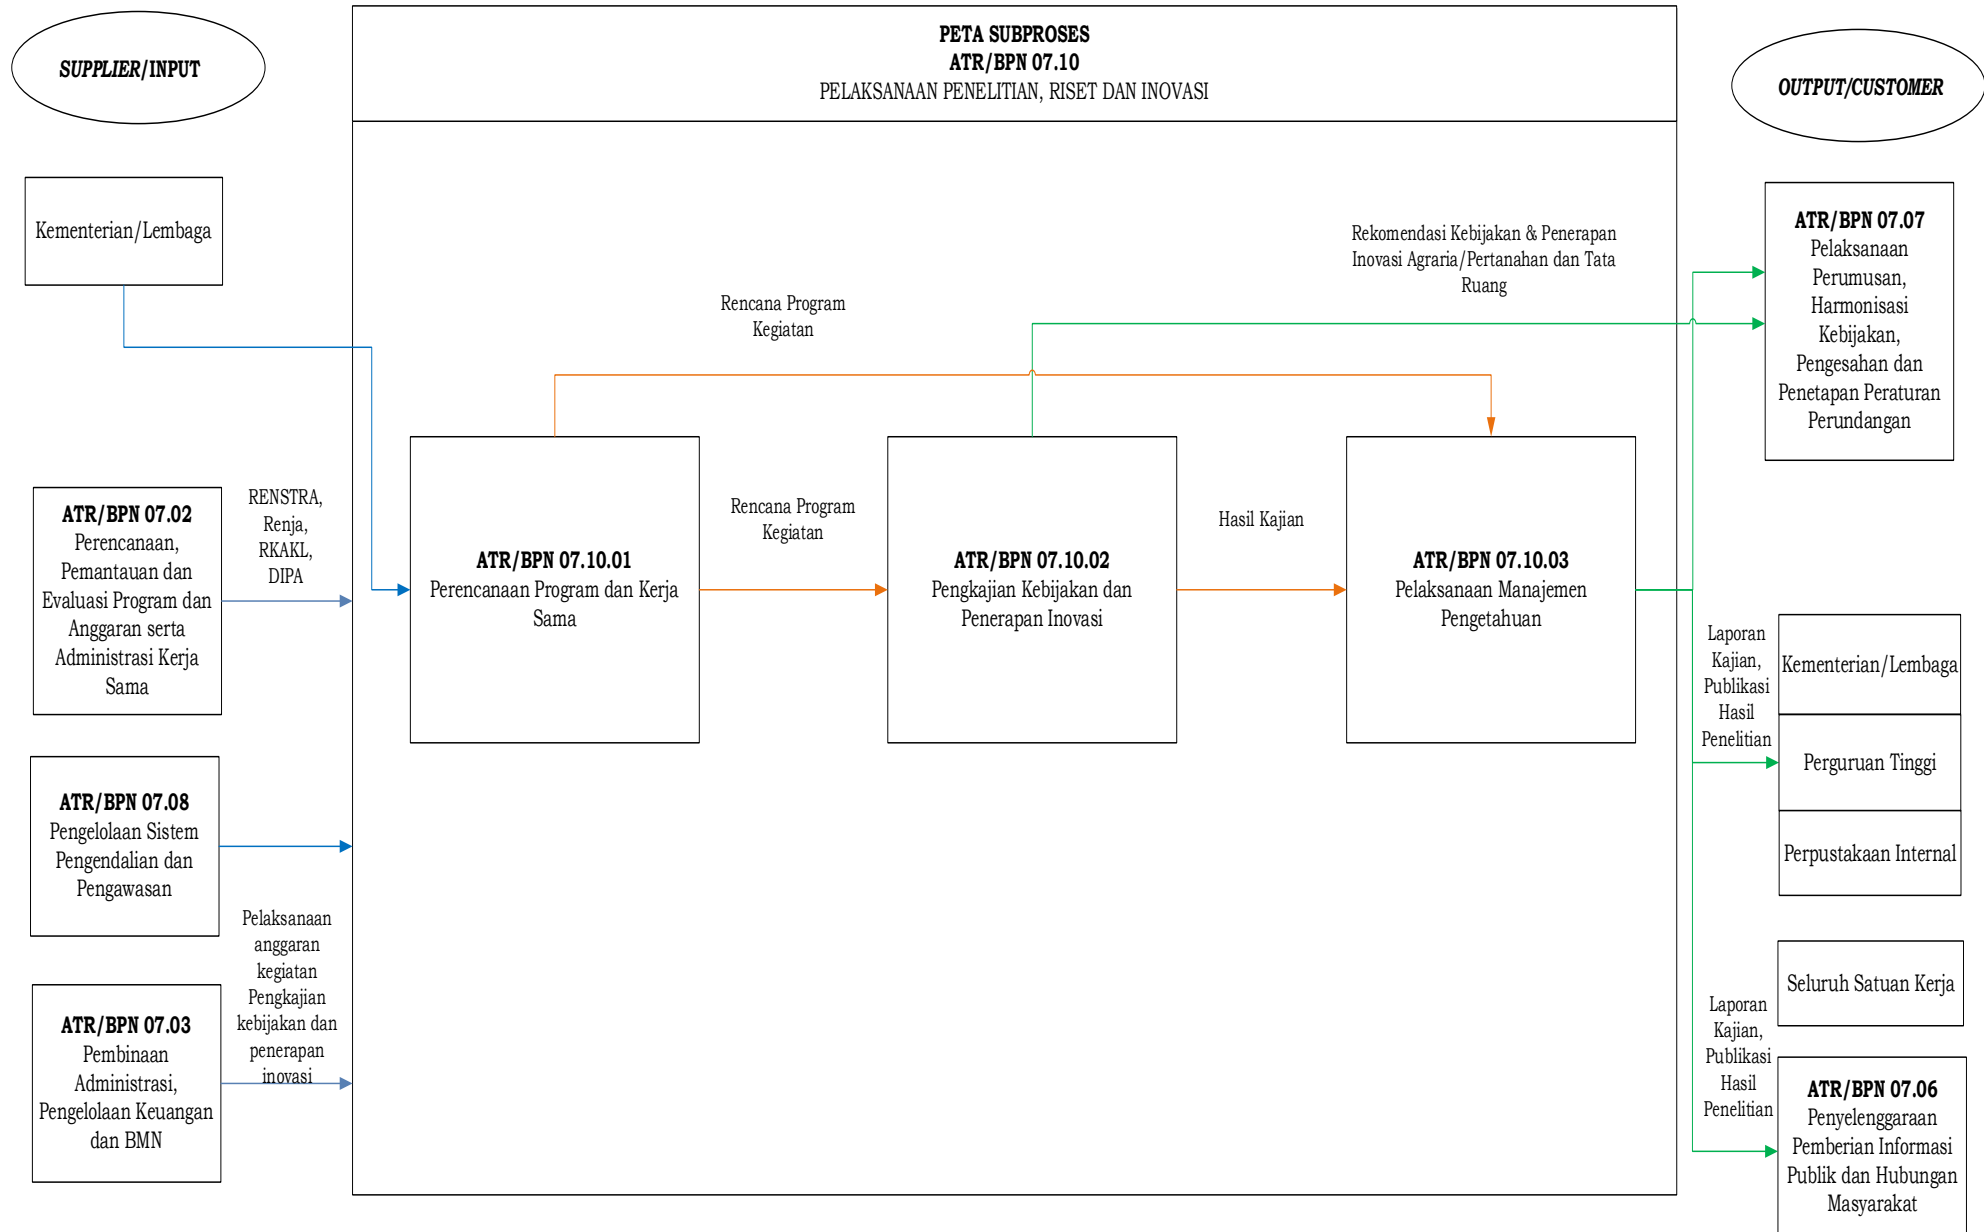 SUPPLIER/INPUT
PETA SUBPROSES
ATR/BPN 07.10
PELAKSANAAN PENELITIAN, RISET DAN INOVASI
OUTPUT/CUSTOMER
Kementerian/Lembaga
ATR/BPN 07.02
Perencanaan,
Pemantauan dan
Evaluasi Program dan
Anggaran serta
Administrasi Kerja
Sama
RENSTRA,
Renja,
RKAKL,
DIPA
ATR/BPN 07.08
Pengelolaan Sistem
Pengendalian dan
Pengawasan
ATR/BPN 07.03
Pembinaan
Administrasi,
Pengelolaan Keuangan
dan BMN
Pelaksanaan
anggaran
kegiatan
Pengkajian
kebijakan dan
penerapan
inovasi
Rencana Program
Kegiatan
Rekomendasi Kebijakan & Penerapan
Inovasi Agraria/Pertanahan dan Tata
Ruang
ATR/BPN 07.10.01
Perencanaan Program dan Kerja
Sama
Rencana Program
Kegiatan
ATR/BPN 07.10.02
Pengkajian Kebijakan dan
Penerapan Inovasi
Hasil Kajian
ATR/BPN 07.10.03
Pelaksanaan Manajemen
Pengetahuan
ATR/BPN 07.07
Pelaksanaan
Perumusan,
Harmonisasi
Kebijakan,
Pengesahan dan
Penetapan Peraturan
Perundangan
Laporan
Kajian,
Publikasi
Hasil
Penelitian
Kementerian/Lembaga
Perguruan Tinggi
Perpustakaan Internal
Seluruh Satuan Kerja
Laporan
Kajian,
Publikasi
Hasil
Penelitian
ATR/BPN 07.06
Penyelenggaraan
Pemberian Informasi
Publik dan Hubungan
Masyarakat